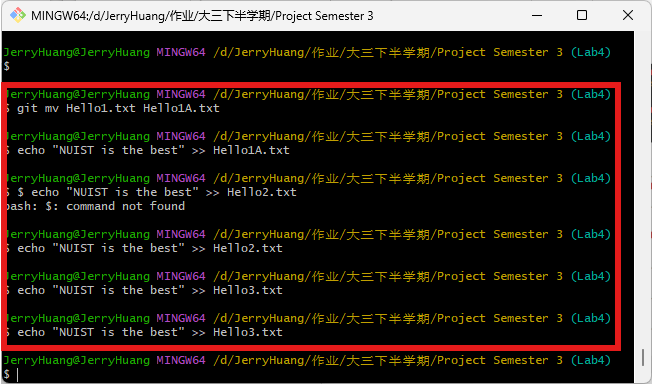 MINGW64:/d/JerryHuang/作业/大三下半学期/Project Semester 3
JerryHuang@JerryHuang MINGW64 /d/JerryHuang/作业/大三下半学期/Project Semester 3 (Lab4)
$
JerryHuang@JerryHuang MINGW64 /d/JerryHuang/作业/大三下半学期/Project Semester 3 (Lab4)
$ git mv Hello1.txt Hello1A.txt
JerryHuang@JerryHuang MINGW64 /d/JerryHuang/作业/大三下半学期/Project Semester 3 (Lab4)
$ echo "NUIST is the best" >> Hello1A.txt
JerryHuang@JerryHuang MINGW64 /d/JerryHuang/作业/大三下半学期/Project Semester 3 (Lab4)
$ $ echo "NUIST is the best" >> Hello2.txt
bash: $: command not found
JerryHuang@JerryHuang MINGW64 /d/JerryHuang/作业/大三下半学期/Project Semester 3 (Lab4)
$ echo "NUIST is the best" >> Hello2.txt
JerryHuang@JerryHuang MINGW64 /d/JerryHuang/作业/大三下半学期/Project Semester 3 (Lab4)
$ echo "NUIST is the best" >> Hello3.txt
JerryHuang@JerryHuang MINGW64 /d/JerryHuang/作业/大三下半学期/Project Semester 3 (Lab4)
$ echo "NUIST is the best" >> Hello3.txt
JerryHuang@JerryHuang MINGW64 /d/JerryHuang/作业/大三下半学期/Project Semester 3 (Lab4)
$